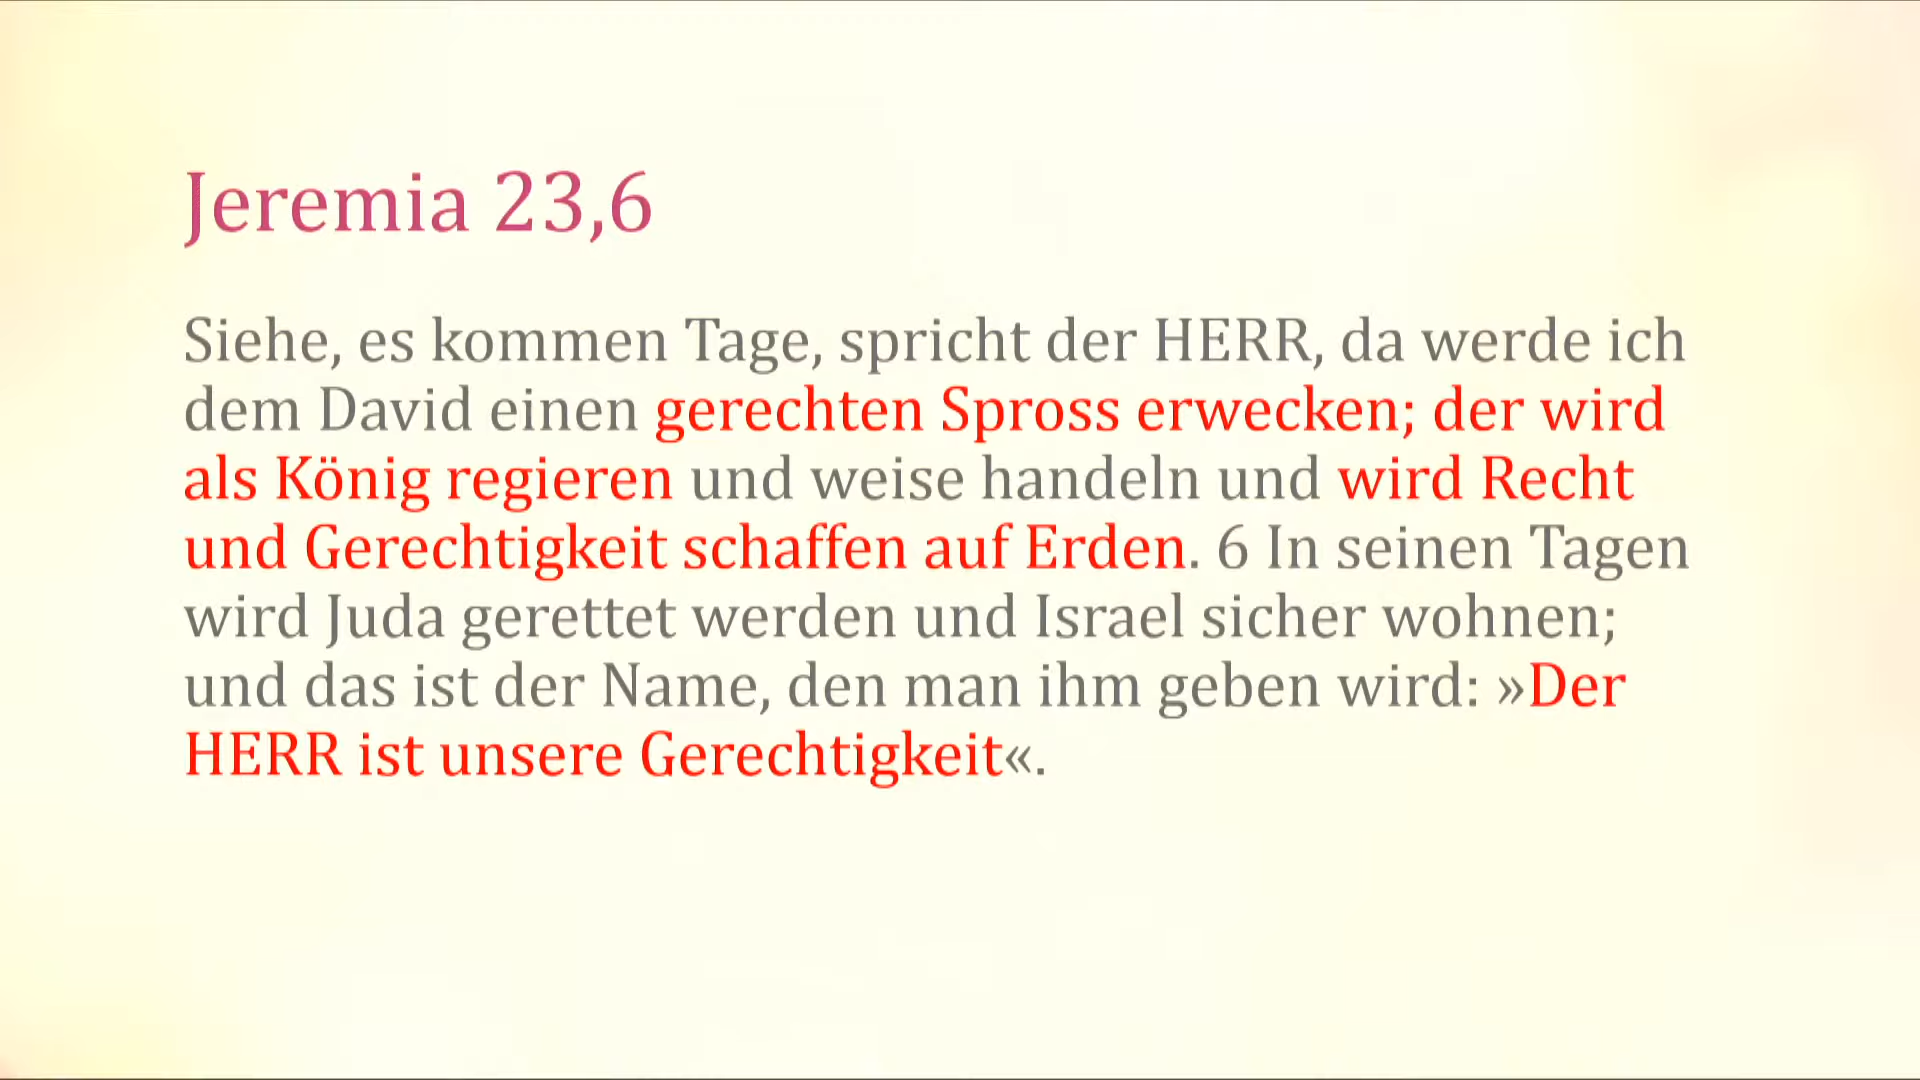 Jeremia 23,6
Siehe, es kommen Tage, spricht der HERR, da werde ich
dem David einen gerechten Spross erwecken; der wird
als König regieren und weise handeln und wird Recht
und Gerechtigkeit schaffen auf Erden. 6 In seinen Tagen
wird Juda gerettet werden und Israel sicher wohnen;
und das ist der Name, den man ihm geben wird: »Der
HERR ist unsere Gerechtigkeit«.